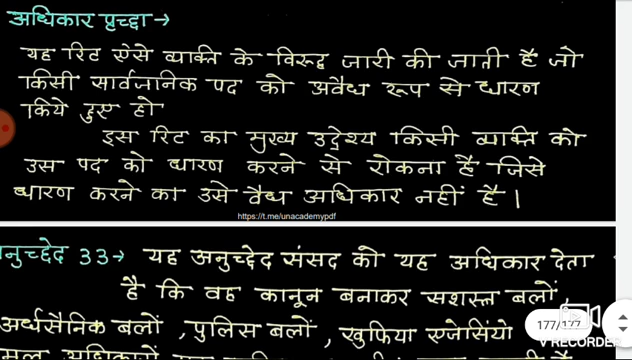 अधिकार पृच्छा →
यह रिट ऐसे व्यक्ति के विरुद्ध जारी की जाती है जो
किसी सार्वजानिक पद को अवैध रूप से धारण
किये हुए हो
इस रिट का मुख्य उद्देश्य किसी व्यक्ति को
उस पद को धारण करने से रोकना है जिसे
धारण करने का उसे वैध अधिकार नहीं है।
https://t.me/unacademypdf
नुच्छेद 33→ यह अनुच्छेद संसद को यह अधिकार देता
है कि वह कानून बनाकर सशस्त्र बलों
अर्धसैनिक बलों, पुलिस बलों, खुफिया एजेंसियो
177/177
V RECORDER